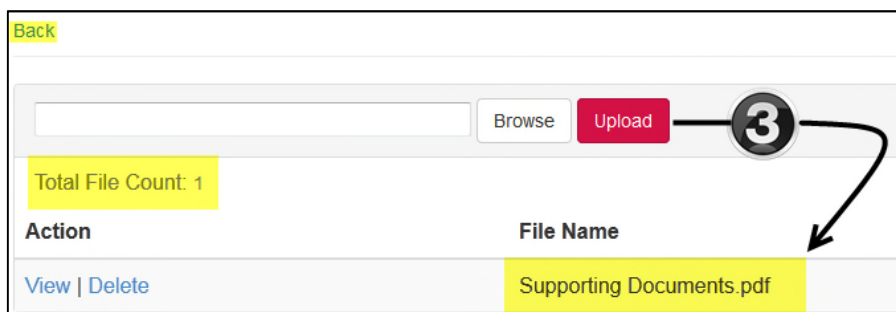 Back
Browse Upload 3
Total File Count: 1
Action File Name
View | Delete Supporting Documents.pdf